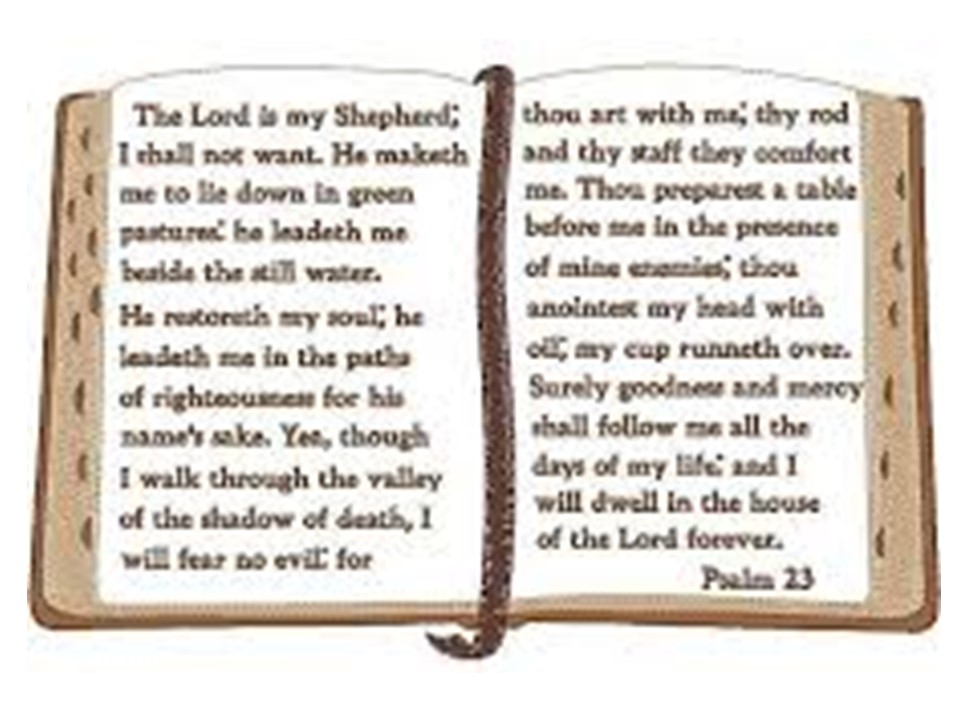 The Lord is my Shepherd;
I shall not want. He maketh
me to lie down in green
pastures: he leadeth me
beside the still water.
He restoreth my soul; he
leadeth me in the paths
of righteousness for his
name's sake. Yee, though
I walk through the valley
of the shadow of death, I
will fear no evil: for
thou art with me; thy rod
and thy staff they comfort
me. Thou preparest a table
before me in the presence
of mine enemies; thou
anointest my head with
oil; my cup runneth over.
Surely goodness and mercy
shall follow me all the
days of my life: and I
will dwell in the house
of the Lord forever.
Psalm 23